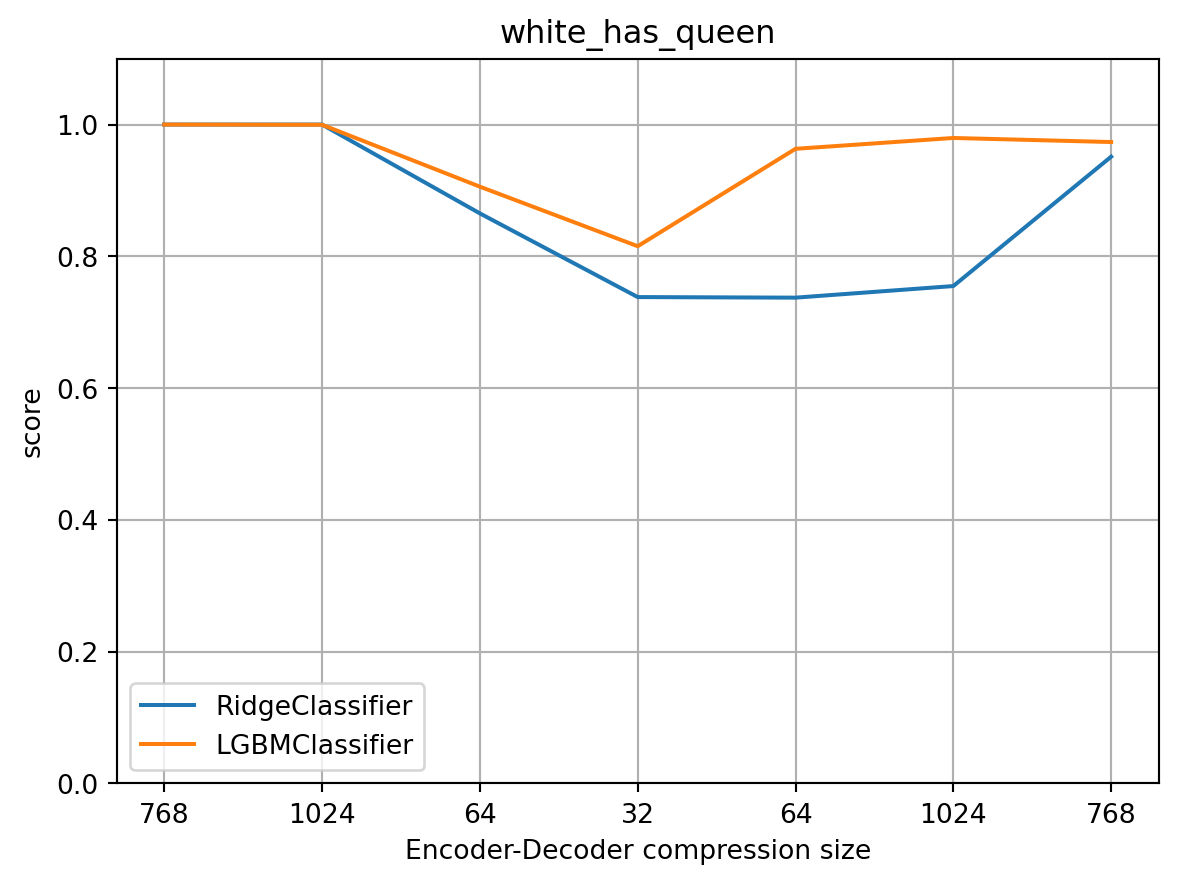 white_has_queen
1.0
0.8
0.6
0.4
0.2
0.0
score
RidgeClassifier
LGBMClassifier
768 1024 64 32 64 1024 768
Encoder-Decoder compression size